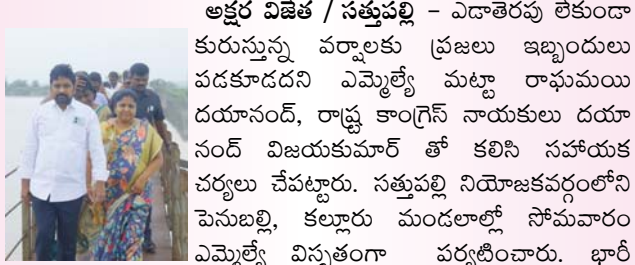 అక్షర విజేత / సత్తుపల్లి – ఎడాతెరపు లేకుండా
కురుస్తున్న వర్షాలకు ప్రజలు ఇబ్బందులు
పడకూడదని ఎమ్మెల్యే మట్టా రాఘమయి
దయానంద్, రాష్ట్ర కాంగ్రెస్ నాయకులు దయా
నంద్ విజయకుమార్ తో కలిసి సహాయక
చర్యలు చేపట్టారు. సత్తుపల్లి నియోజకవర్గంలోని
పెనుబల్లి, కల్లూరు మండలాల్లో సోమవారం
ఎమ్మెల్యే విస్తృతంగా పర్యటించారు. భారీ